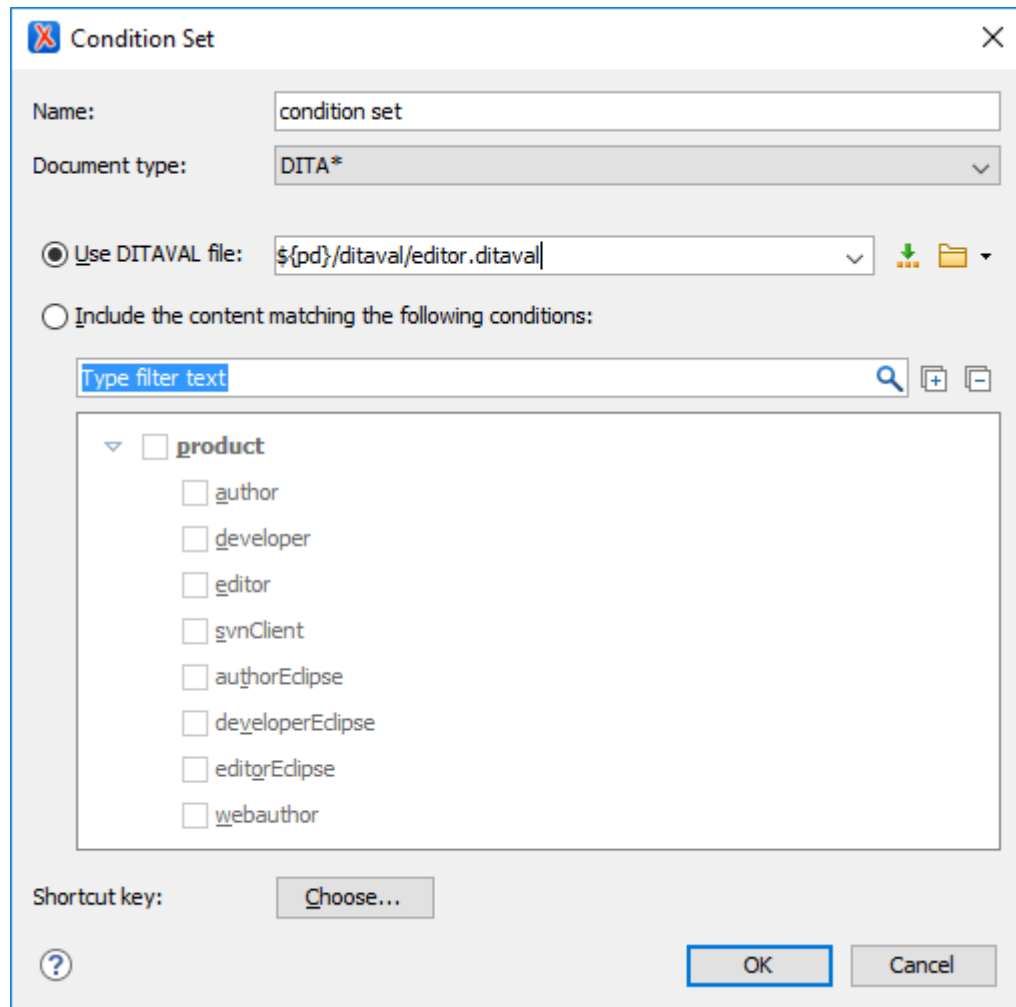 Condition Set
Name: condition set
Document type: DITA*
Use DITAVAL file: ${pd}/ditaval/editor.ditaval
Include the content matching the following conditions:
Type filter text
product
author
developer
editor
svnClient
authorEclipse
developerEclipse
editorEclipse
webauthor
Shortcut key: Choose...
? OK Cancel